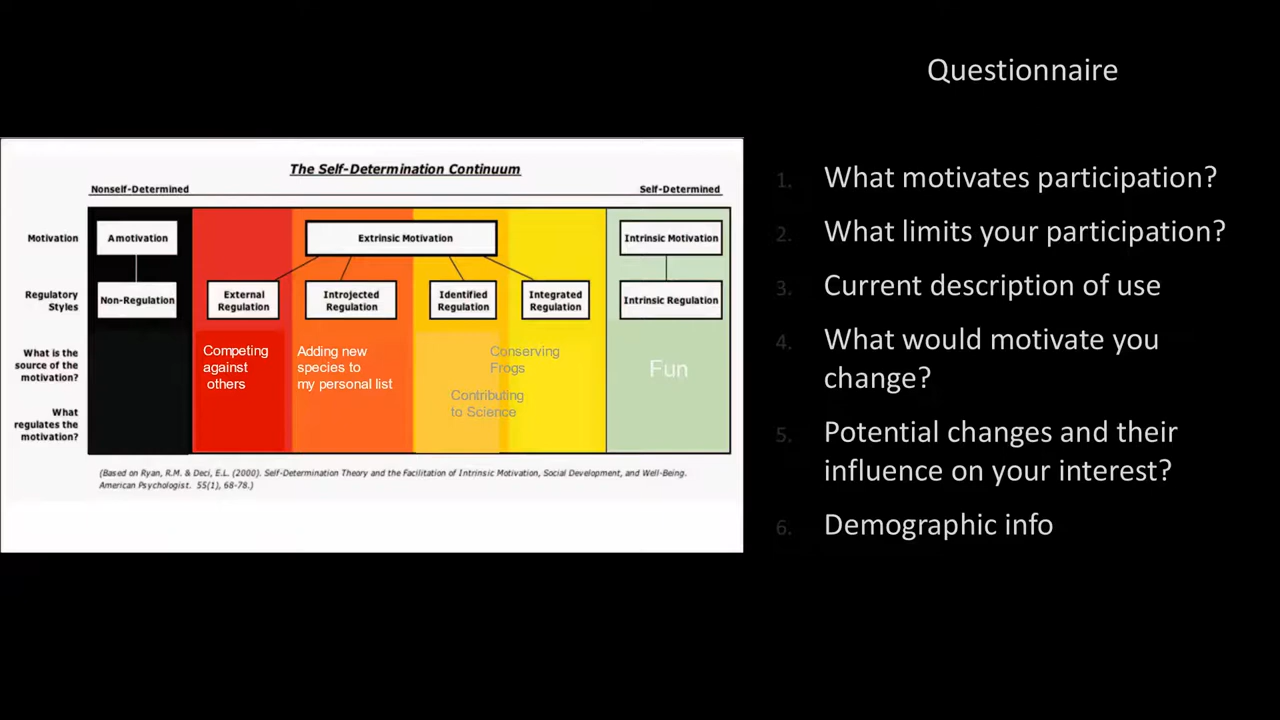 Questionnaire
The Self-Determination Continuum
Nonself-Determined
Self-Determined
Motivation
Amotivation
Extrinsic Motivation
Intrinsic Motivation
Regulatory
Styles
Non-Regulation
External
Regulation
Introjected
Regulation
Identified
Regulation
Integrated
Regulation
Intrinsic Regulation
What is the
source of the
motivation?
Competing
against
others
Adding new
species to
my personal list
Conserving
Frogs
Contributing
to Science
Fun
What
regulates the
motivation?
(Based on Ryan, R.M. & Deci, E.L. (2000). Self-Determination Theory and the Facilitation of Intrinsic Motivation, Social Development, and Well-Being.
American Psychologist. 55(1), 68-78.)
1. What motivates participation?
2. What limits your participation?
3. Current description of use
4. What would motivate you
change?
5. Potential changes and their
influence on your interest?
6. Demographic info